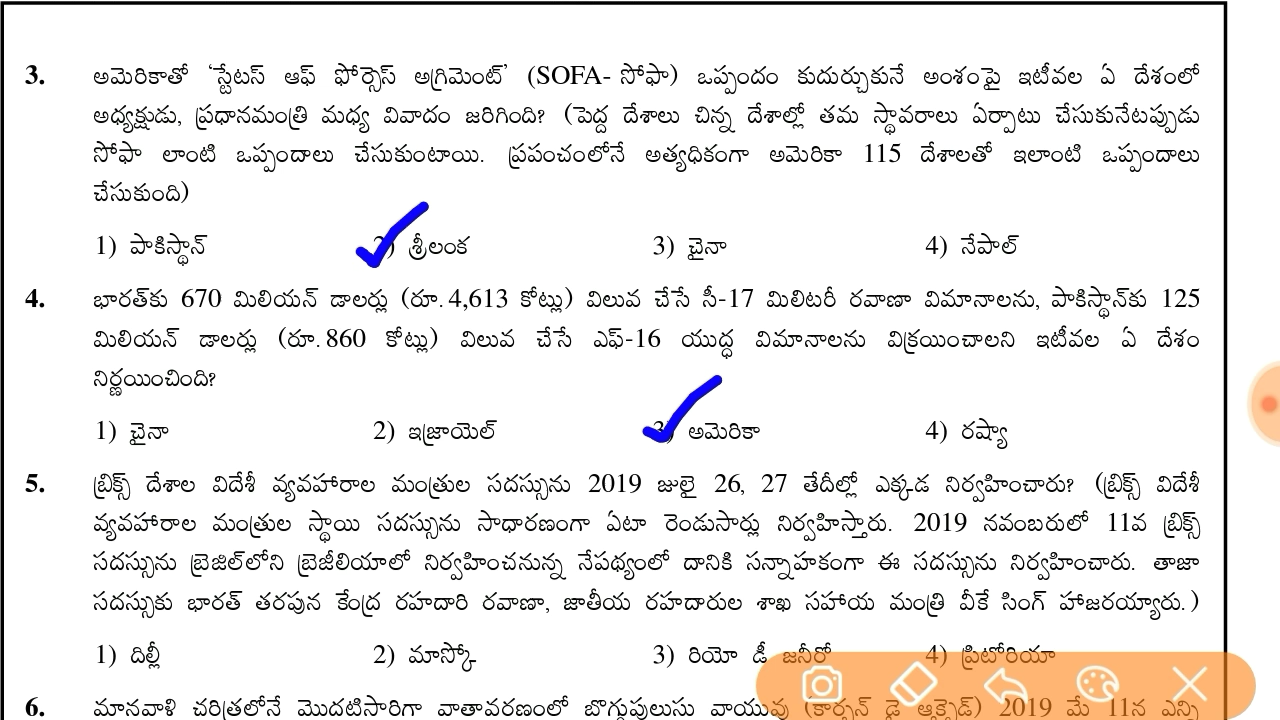 3. అమెరికాతో 'స్టేటస్ ఆఫ్ ఫోర్సెస్ అగ్రిమెంట్' (SOFA- సోఫా) ఒప్పందం కుదుర్చుకునే అంశంపై ఇటీవల ఏ దేశంలో
అధ్యక్షుడు, ప్రధానమంత్రి మధ్య వివాదం జరిగింది? (పెద్ద దేశాలు చిన్న దేశాల్లో తమ స్థావరాలు ఏర్పాటు చేసుకునేటప్పుడు
సోఫా లాంటి ఒప్పందాలు చేసుకుంటాయి. ప్రపంచంలోనే అత్యధికంగా అమెరికా 115 దేశాలతో ఇలాంటి ఒప్పందాలు
చేసుకుంది)
1) పాకిస్థాన్ 2) శ్రీలంక 3) చైనా 4) నేపాల్
4. భారత్‌కు 670 మిలియన్ డాలర్లు (రూ. 4,613 కోట్లు) విలువ చేసే సీ-17 మిలిటరీ రవాణా విమానాలను, పాకిస్థాన్‌కు 125
మిలియన్ డాలర్లు (రూ. 860 కోట్లు) విలువ చేసే ఎఫ్-16 యుద్ధ విమానాలను విక్రయించాలని ఇటీవల ఏ దేశం
నిర్ణయించింది?
1) చైనా 2) ఇజ్రాయెల్ 3) అమెరికా 4) రష్యా
5. బ్రిక్స్ దేశాల విదేశీ వ్యవహారాల మంత్రుల సదస్సును 2019 జులై 26, 27 తేదీల్లో ఎక్కడ నిర్వహించారు? (బ్రిక్స్ విదేశీ
వ్యవహారాల మంత్రుల స్థాయి సదస్సును సాధారణంగా ఏటా రెండుసార్లు నిర్వహిస్తారు. 2019 నవంబరులో 11వ బ్రిక్స్
సదస్సును బ్రెజిల్‌లోని బ్రెజీలియాలో నిర్వహించనున్న నేపథ్యంలో దానికి సన్నాహకంగా ఈ సదస్సును నిర్వహించారు. తాజా
సదస్సుకు భారత్ తరపున కేంద్ర రహదారి రవాణా, జాతీయ రహదారుల శాఖ సహాయ మంత్రి వీకే సింగ్ హాజరయ్యారు.)
1) దిల్లీ 2) మాస్కో 3) రియో డీ జనీరో 4) ప్రిటోరియా
6. మానవాళి చరిత్రలోనే మొదటిసారిగా వాతావరణంలో బొగ్గుపులుసు వాయువు (కార్బన్ డై ఆక్సైడ్) 2019 మే 11న ఎన్ని